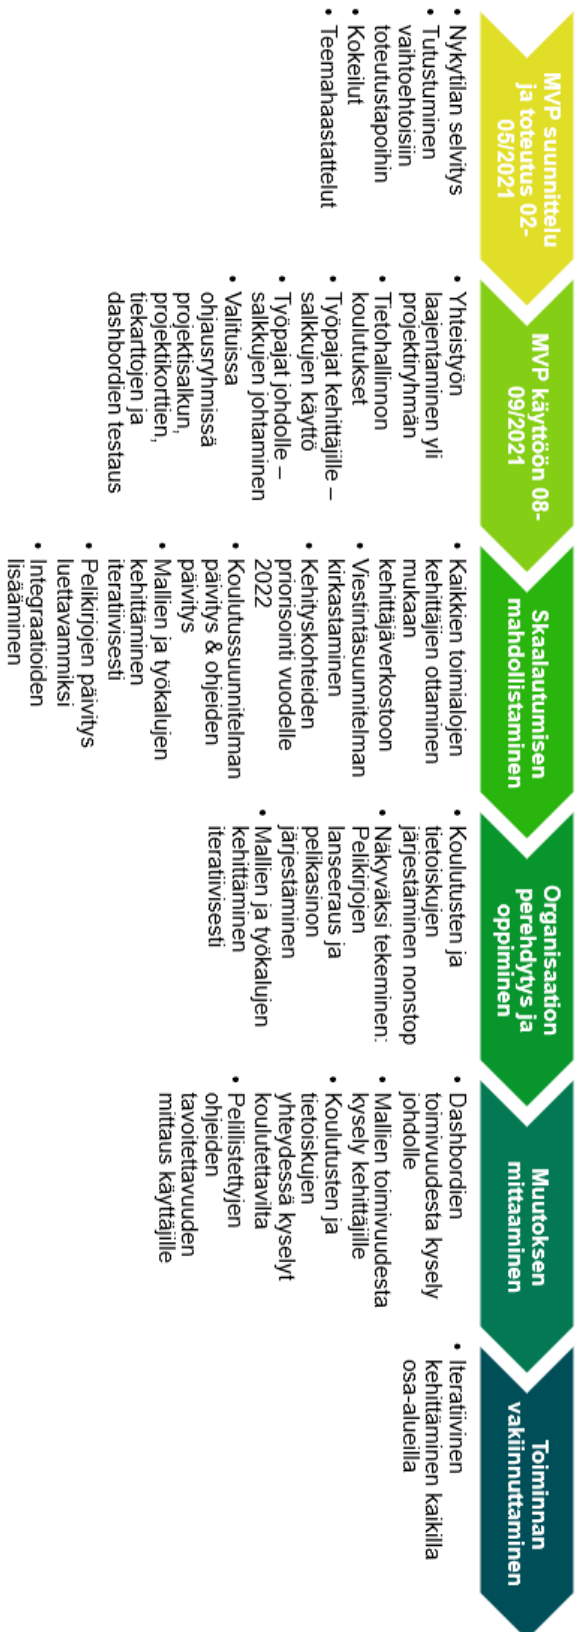 MVP suunnittelu
ja toteutus 02-
05/2021
• Nykytilan selvitys
• Tutustuminen
vaihtoehtoisiin
toteutustapoihin
• Kokeilut
• Teemahaastattelut
MVP käyttöön 08-
09/2021
• Yhteistyön
laajentaminen yli
projektiryhmän
• Tietohallinnon
koulutukset
• Työpajat kehittäjille –
salkkujen käyttö
• Työpajat johdolle –
salkkujen johtaminen
• Valituissa
ohjausryhmissä
projektisalkun,
projektikorttien,
tiekarttojen ja
dashbordien testaus
Skaalautumisen
mahdollistaminen
• Kaikkien toimialojen
kehittäjien ottaminen
mukaan
kehittäjäverkostoon
• Viestintäsuunnitelman
kirkastaminen
• Kehityskohteiden
priorisointi vuodelle
2022
• Koulutussuunnitelman
päivitys & ohjeiden
päivitys
• Mallien ja työkalujen
kehittäminen
iteratiivisesti
• Pelikirjojen päivitys
luettavammiksi
• Integraatioiden
lisääminen
Organisaation
perehdytys ja
oppiminen
• Koulutusten ja
tietoiskujen
järjestäminen nonstop
• Näkyväksi tekeminen:
Pelikirjojen
lanseeraus ja
pelikasinon
järjestäminen
• Mallien ja työkalujen
kehittäminen
iteratiivisesti
Muutoksen
mittaaminen
• Dashbordien
toimivuudesta kysely
johdolle
• Mallien toimivuudesta
kysely kehittäjille
• Koulutusten ja
tietoiskujen
yhteydessä kyselyt
koulutettavilta
• Pelillistettyjen
ohjeiden
tavoitettavuuden
mittaus käyttäjille
Toiminnan
vakiinnuttaminen
• Iteratiivinen
kehittäminen kaikilla
osa-alueilla